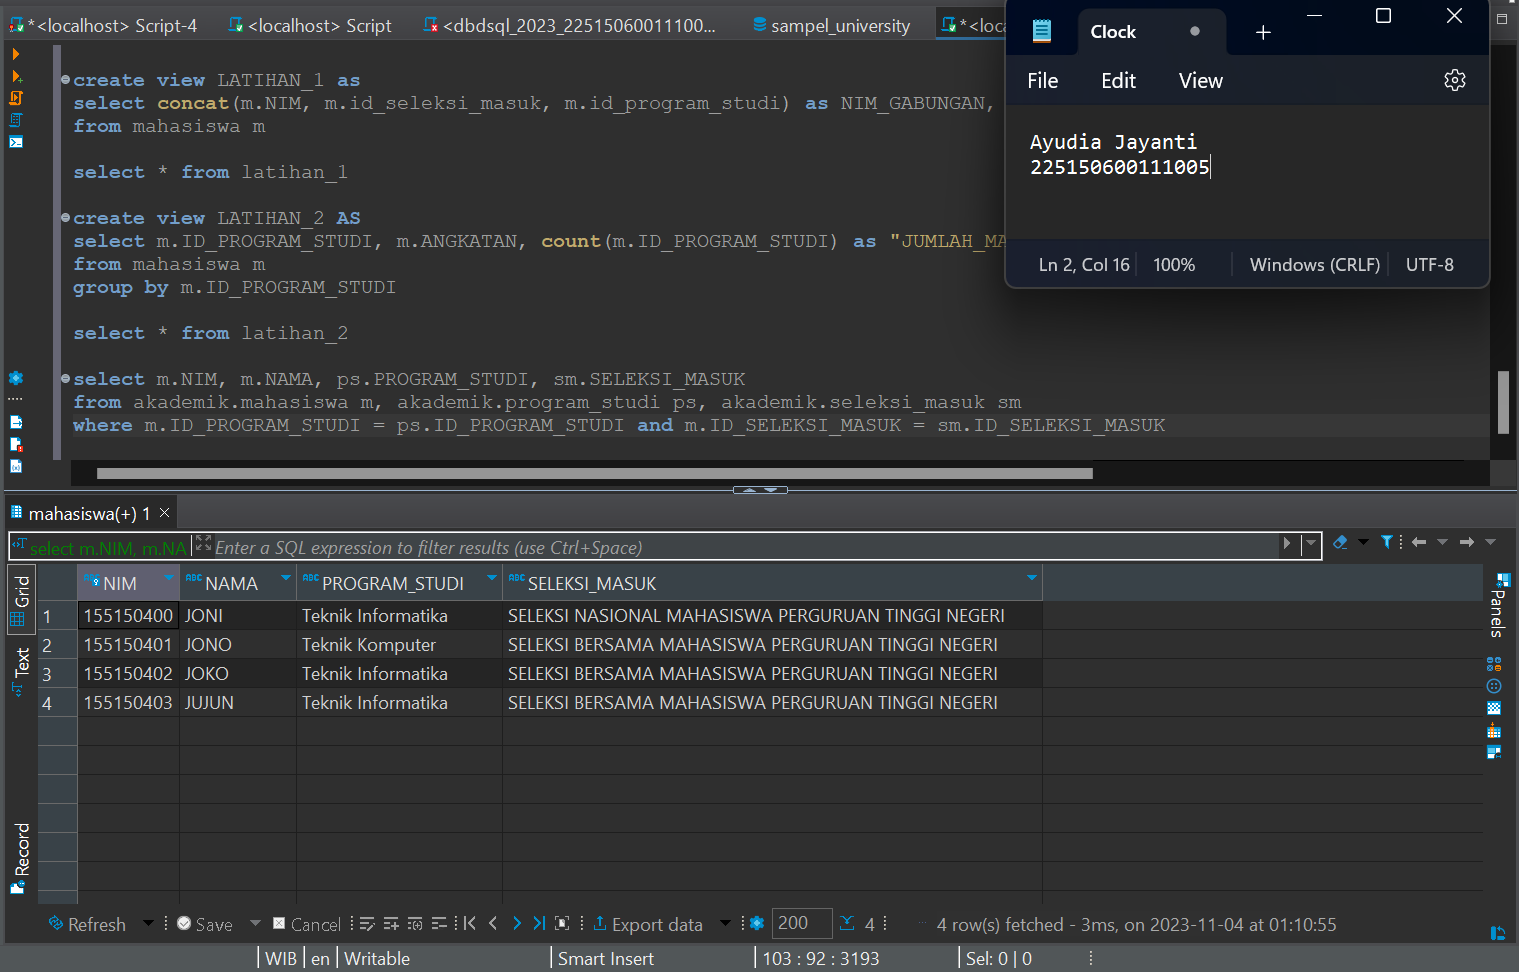 *<localhost> Script-4
<localhost> Script
<dbdsql_2023_22515060011100...
sampel_university
*<loc
create view LATIHAN_1 as
select concat(m.NIM, m.id_seleksi_masuk, m.id_program_studi) as NIM_GABUNGAN,
from mahasiswa m
select * from latihan_1
create view LATIHAN_2 AS
select m.ID_PROGRAM_STUDI, m.ANGKATAN, count(m.ID_PROGRAM_STUDI) as "JUMLAH_MA
from mahasiswa m
group by m.ID_PROGRAM_STUDI
select * from latihan_2
select m.NIM, m.NAMA, ps.PROGRAM_STUDI, sm.SELEKSI_MASUK
from akademik.mahasiswa m, akademik.program_studi ps, akademik.seleksi_masuk sm
where m.ID_PROGRAM_STUDI = ps.ID_PROGRAM_STUDI and m.ID_SELEKSI_MASUK = sm.ID_SELEKSI_MASUK
Clock
File Edit View
Ayudia Jayanti
225150600111005
Ln 2, Col 16 100% Windows (CRLF) UTF-8
mahasiswa(+) 1
select m.NIM, m.NA Enter a SQL expression to filter results (use Ctrl+Space)
Grid
Text
Record
Panels
NIM NAMA PROGRAM_STUDI SELEKSI_MASUK
1 155150400 JONI Teknik Informatika SELEKSI NASIONAL MAHASISWA PERGURUAN TINGGI NEGERI
2 155150401 JONO Teknik Komputer SELEKSI BERSAMA MAHASISWA PERGURUAN TINGGI NEGERI
3 155150402 JOKO Teknik Informatika SELEKSI BERSAMA MAHASISWA PERGURUAN TINGGI NEGERI
4 155150403 JUJUN Teknik Informatika SELEKSI BERSAMA MAHASISWA PERGURUAN TINGGI NEGERI
Refresh Save Cancel Export data 200 4 4 row(s) fetched - 3ms, on 2023-11-04 at 01:10:55
WIB en Writable Smart Insert 103 : 92 : 3193 Sel: 0 | 0